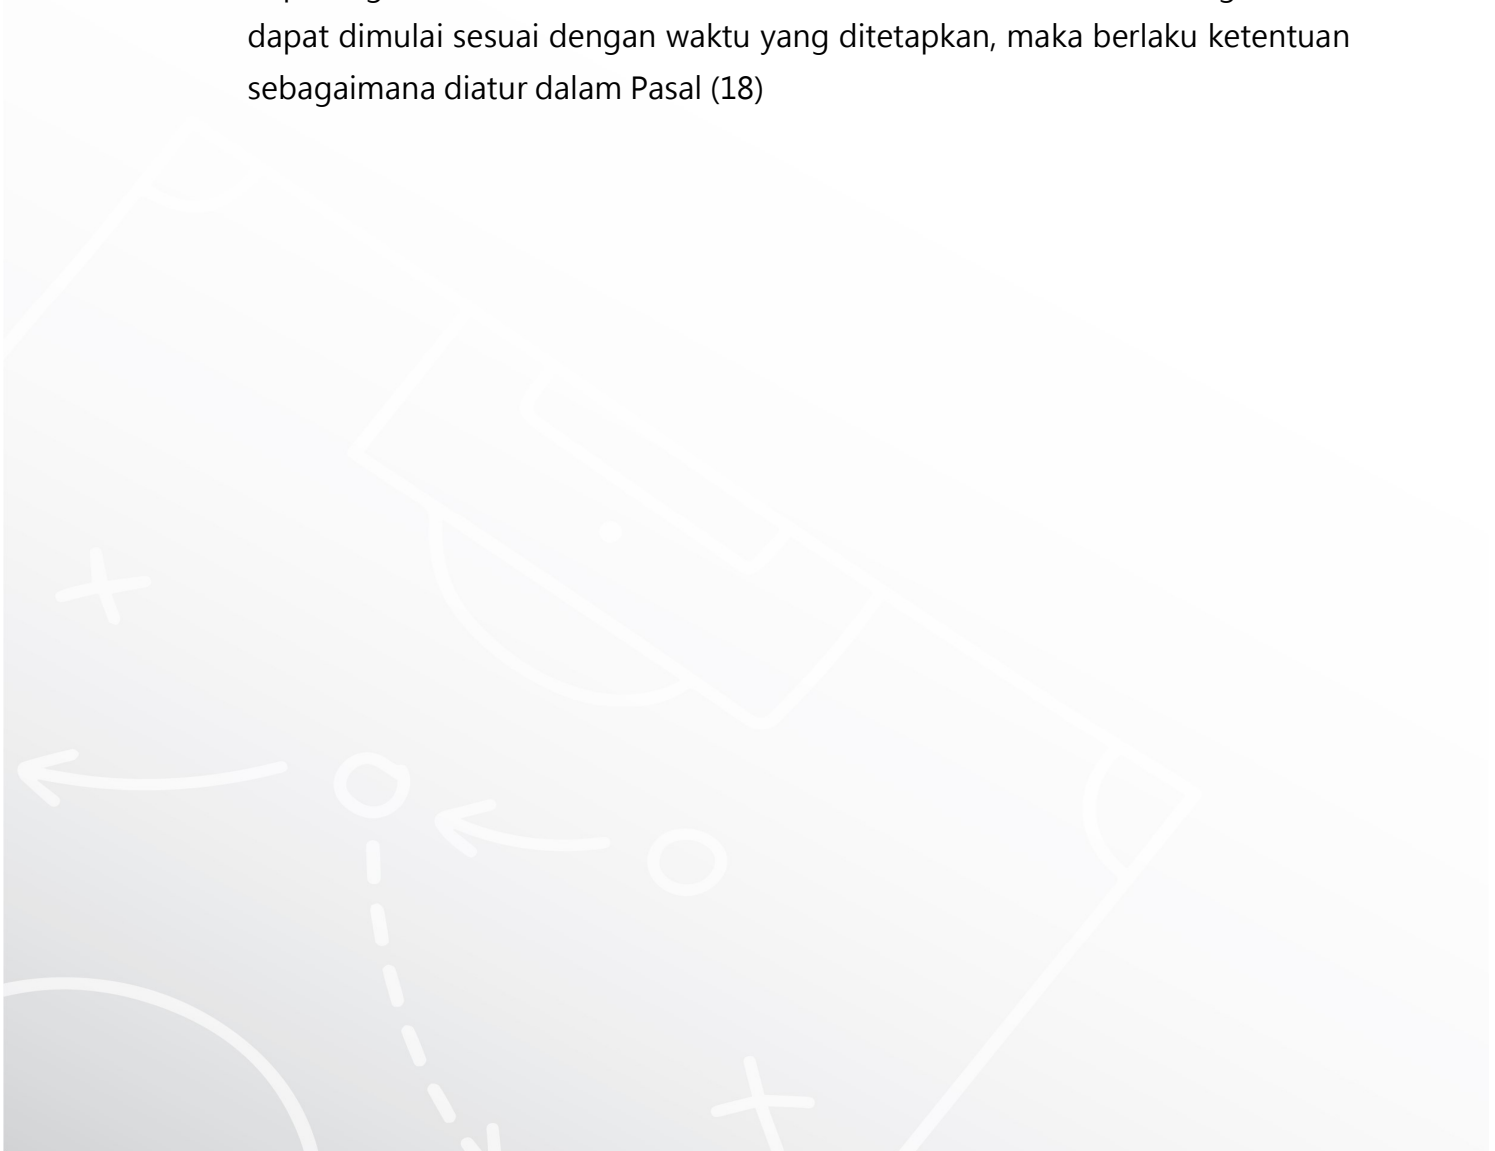 dapat dimulai sesuai dengan waktu yang ditetapkan, maka berlaku ketentuan
sebagaimana diatur dalam Pasal (18)